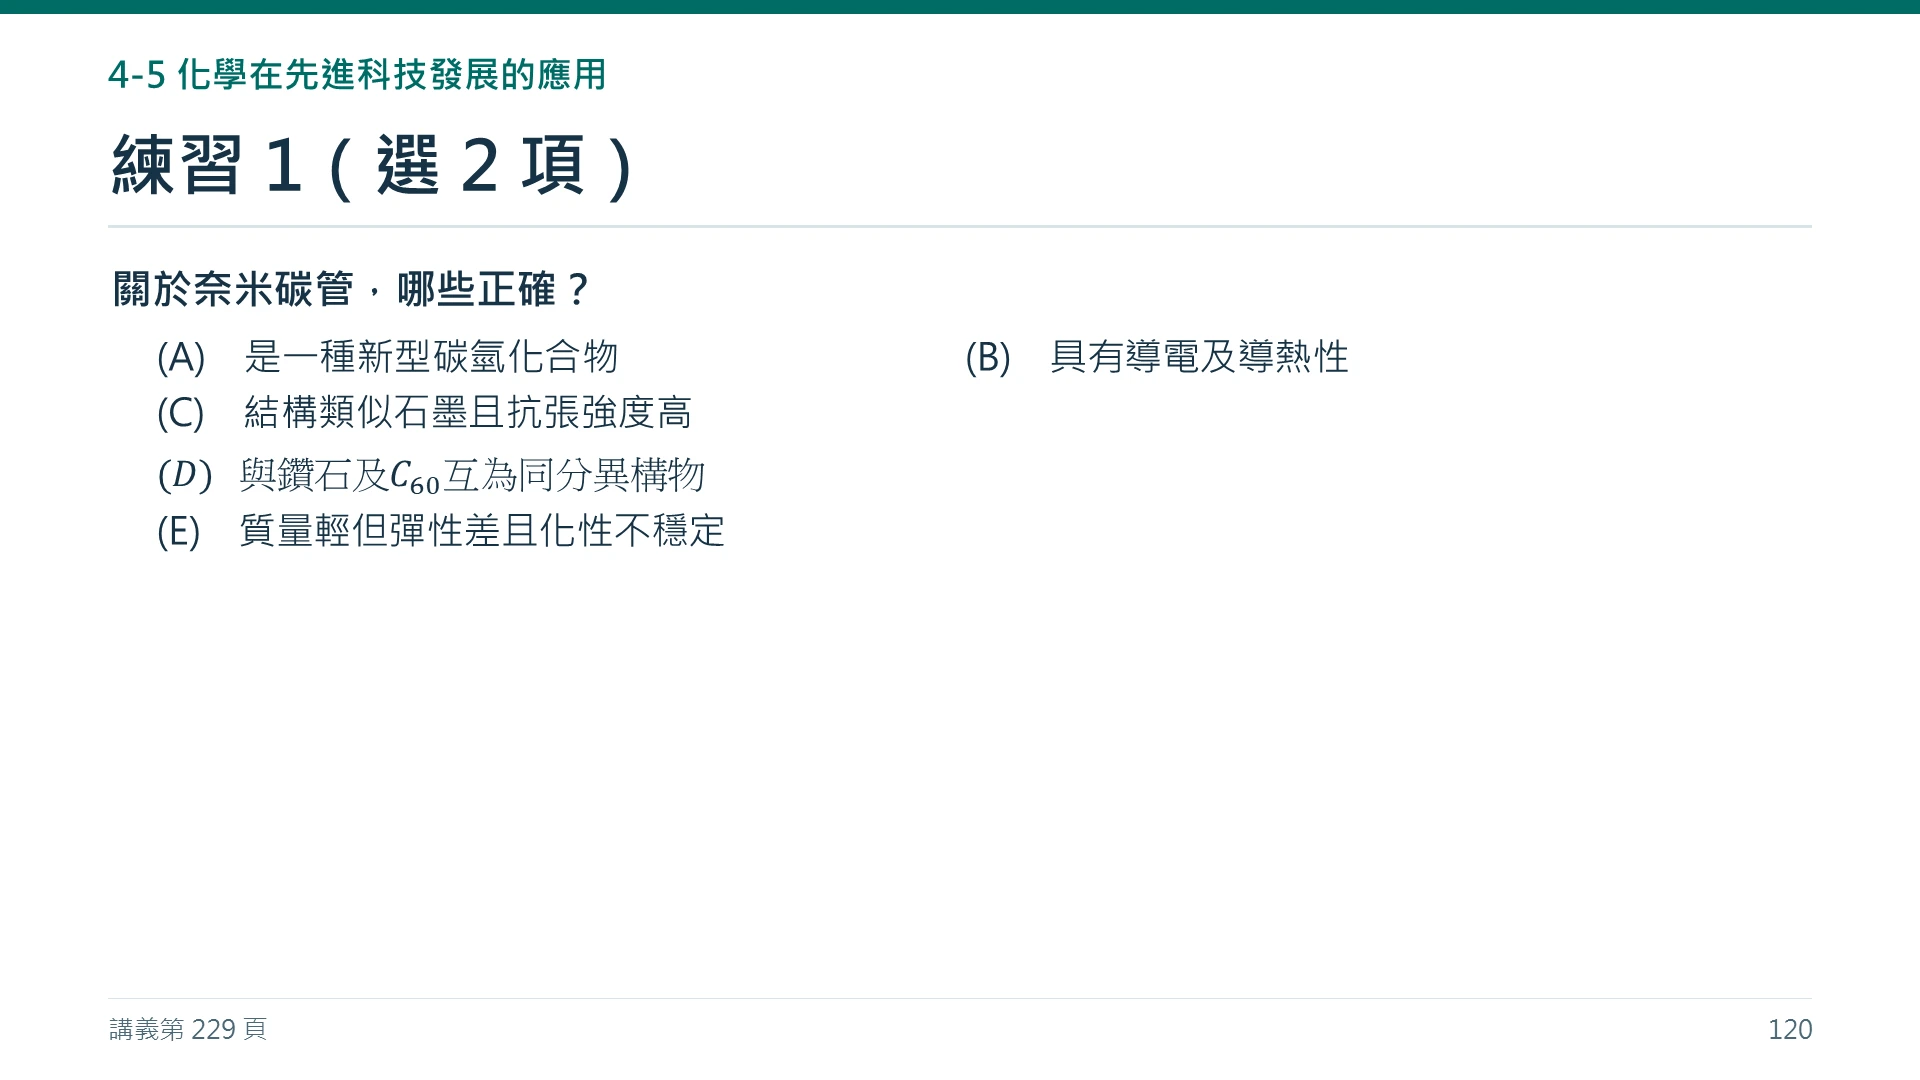 4-5 化學在先進科技發展的應用
練習 1（選 2 項）
關於奈米碳管，哪些正確？
(A) 是一種新型碳氫化合物 (B) 具有導電及導熱性
(C) 結構類似石墨且抗張強度高
(D) 與鑽石及C₆₀互為同分異構物
(E) 質量輕但彈性差且化性不穩定
講義第 229 頁 120